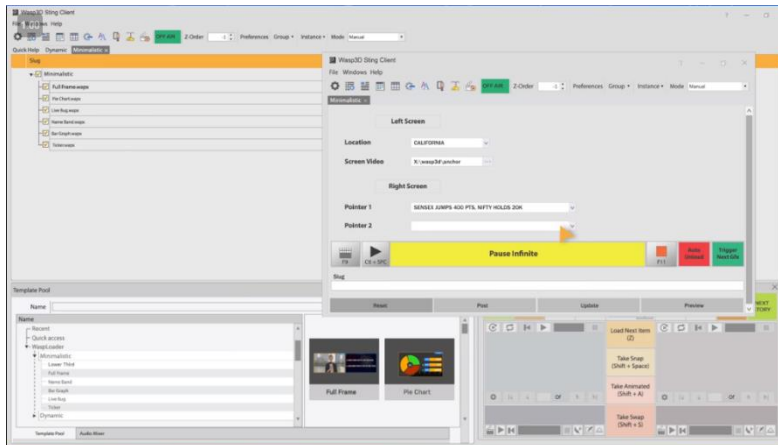 Wasp3D Sting Client
File Windows Help
OFF AIR Z Order -1 Preferences Group Instance Mode Manual
Quick Help Dynamic Minimalistic
Slug
Minimalistic
Full Frame.wspx
Pie Chart.wspx
Live Bug.wspx
Name Band.wspx
Bar Graph.wspx
Ticker.wspx
Wasp3D Sting Client
File Windows Help
OFF AIR Z Order -1 Preferences Group Instance Mode Manual
Minimalistic
Left Screen
Location CALIFORNIA
Screen Video X:\wasp3d\anchor
Right Screen
Pointer 1 SENSEX JUMPS 400 PTS, NIFTY HOLDS 20K
Pointer 2
F9 Pause Infinite F11 Auto Unload Trigger Next Gfx
Slug
Reset Post Update Preview
NEXT STORY
Template Pool
Name
Name
Recent
Quick access
WaspLoader
Minimalistic
Lower Third
Full Frame
Name Band
Bar Graph
Live Bug
Ticker
Dynamic
Full Frame Pie Chart
Template Pool Audio Mixer
Load Next Item
(Z)
Take Snap
(Shift + Space)
Take Animated
(Shift + A)
Take Swap
(Shift + S)